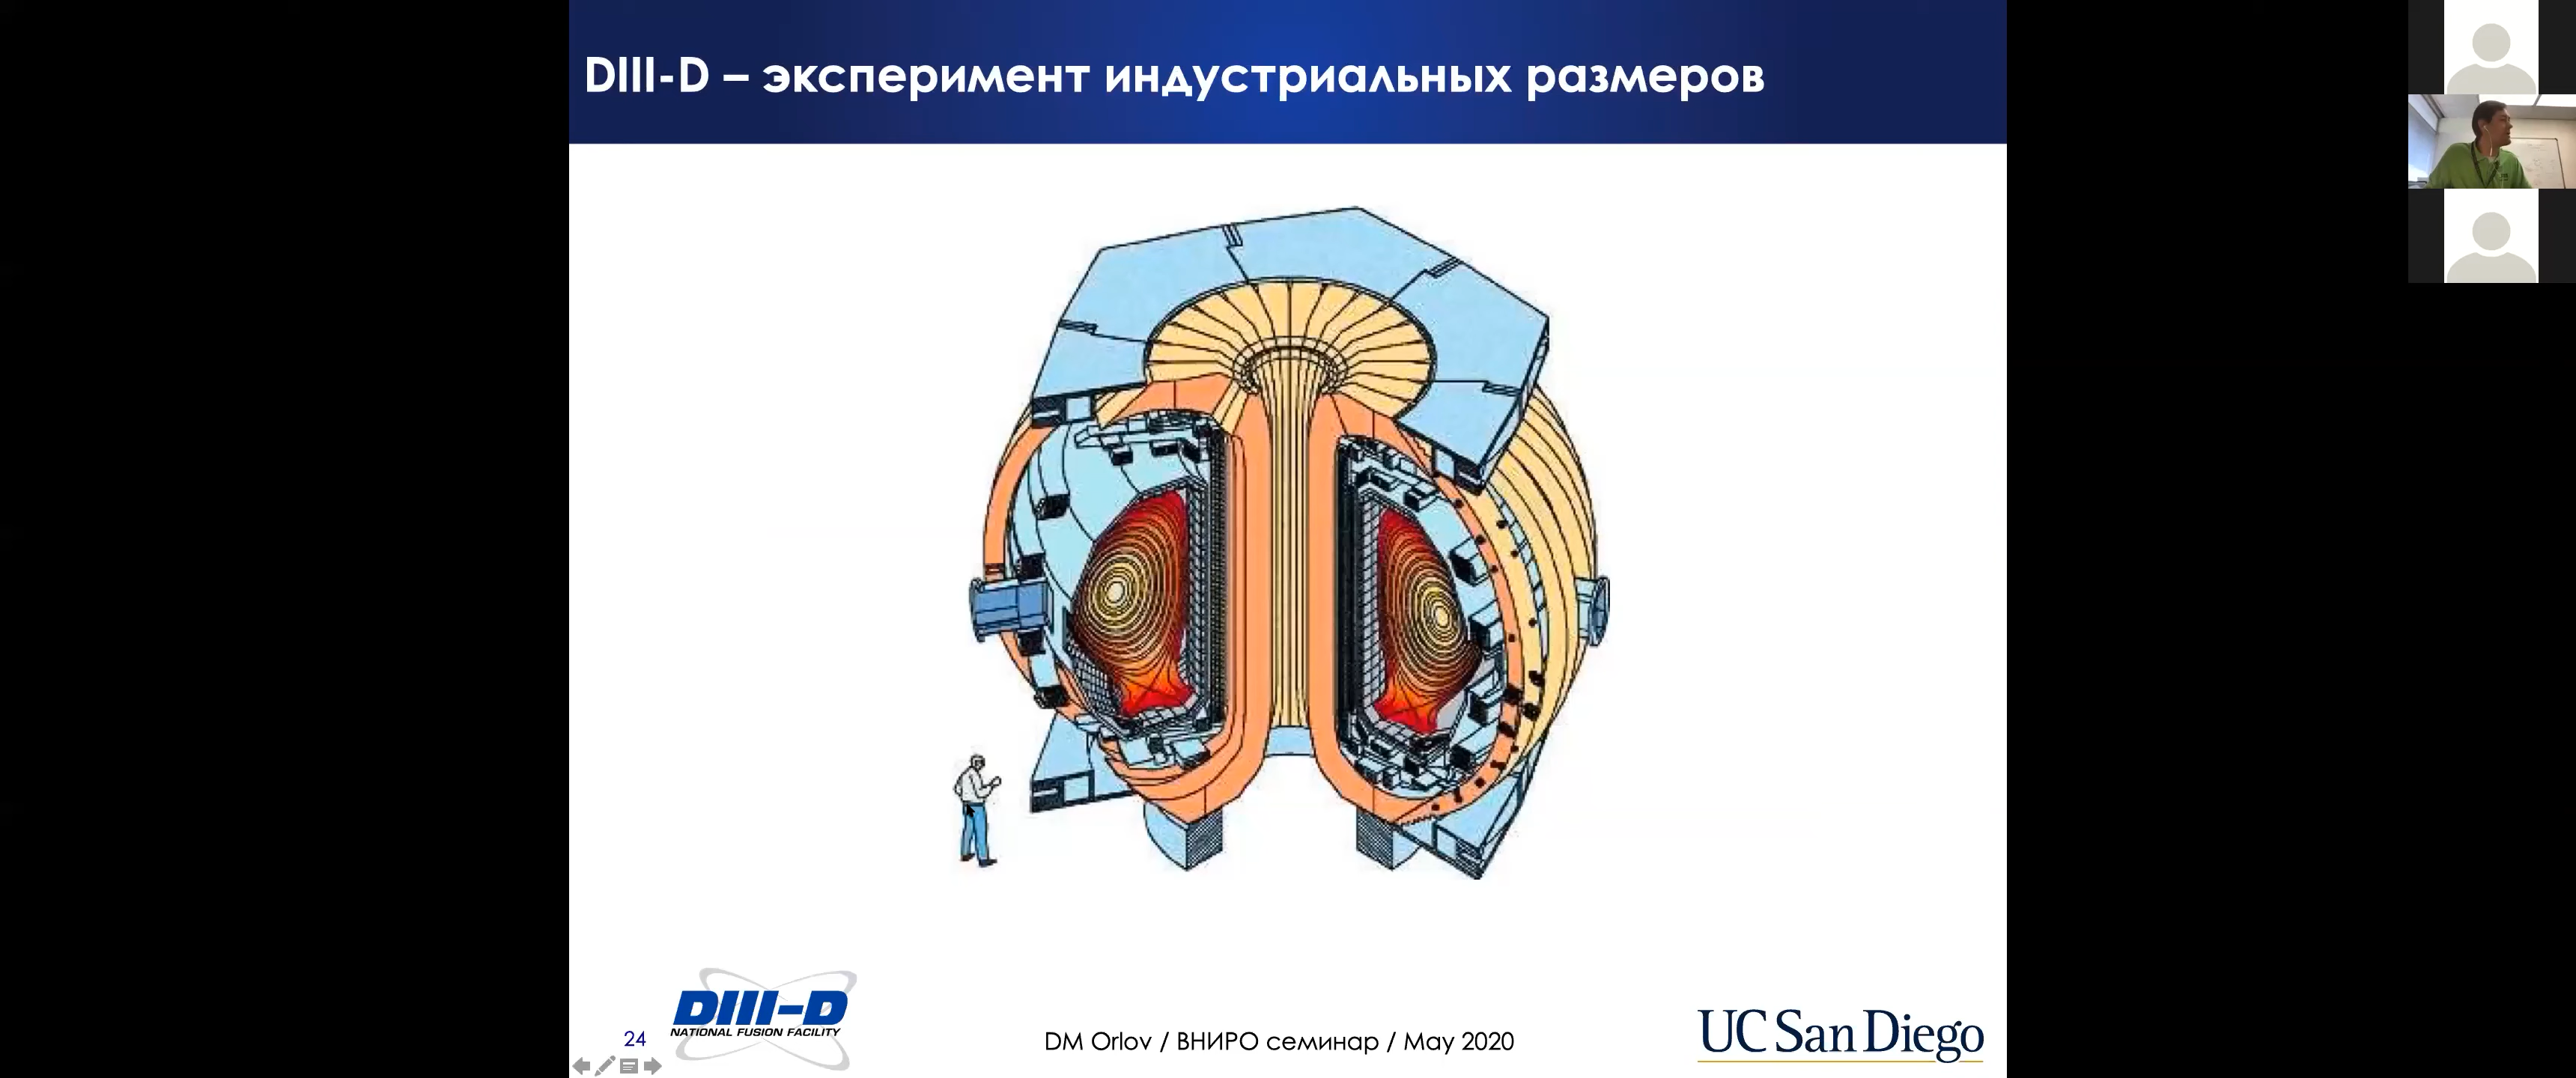 DIII-D – эксперимент индустриальных размеров
DIII-D
NATIONAL FUSION FACILITY
24
DM Orlov / ВНИРО семинар / May 2020
UC San Diego